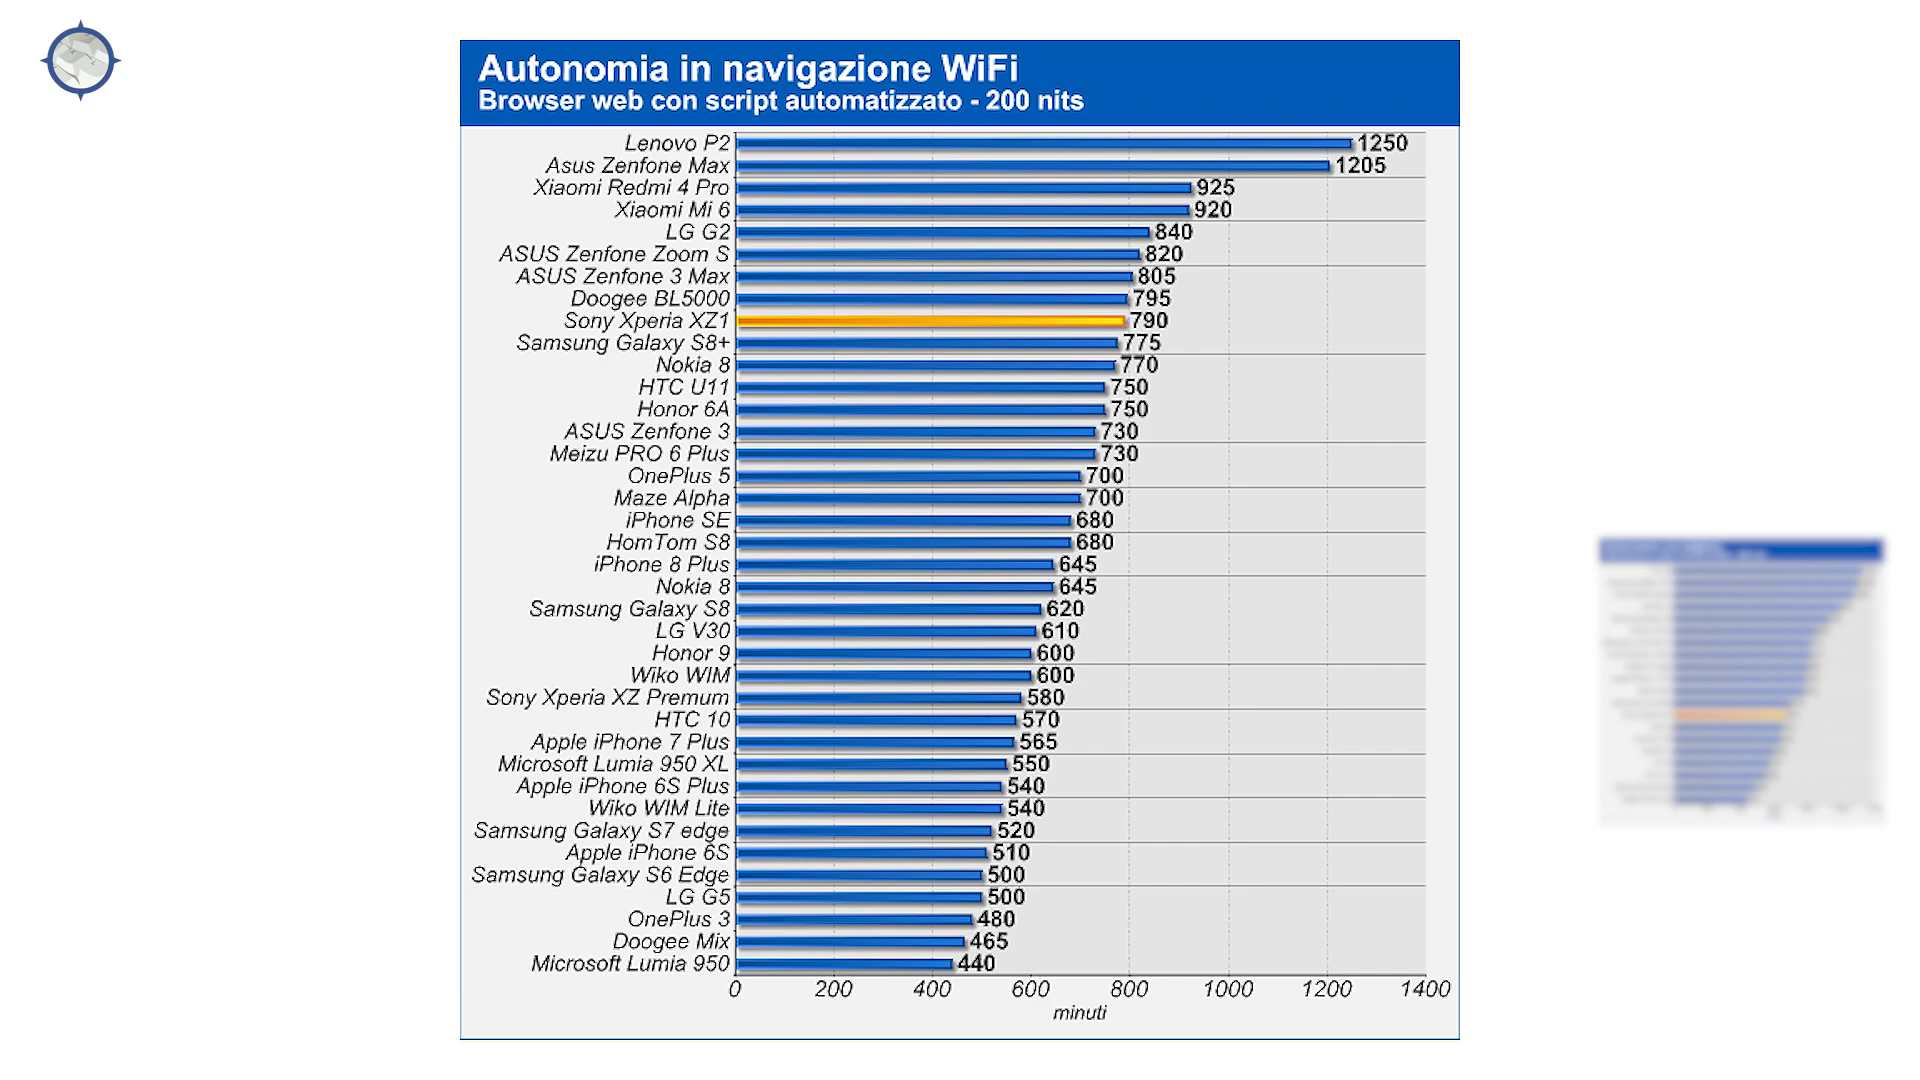 Autonomia in navigazione WiFi
Browser web con script automatizzato - 200 nits
Lenovo P2 1250
Asus Zenfone Max 1205
Xiaomi Redmi 4 Pro 925
Xiaomi Mi 6 920
LG G2 840
ASUS Zenfone Zoom S 820
ASUS Zenfone 3 Max 805
Doogee BL5000 795
Sony Xperia XZ1 790
Samsung Galaxy S8+ 775
Nokia 8 770
HTC U11 750
Honor 6A 750
ASUS Zenfone 3 730
Meizu PRO 6 Plus 730
OnePlus 5 700
Maze Alpha 700
iPhone SE 680
HomTom S8 680
iPhone 8 Plus 645
Nokia 8 645
Samsung Galaxy S8 620
LG V30 610
Honor 9 600
Wiko WIM 600
Sony Xperia XZ Premum 580
HTC 10 570
Apple iPhone 7 Plus 565
Microsoft Lumia 950 XL 550
Apple iPhone 6S Plus 540
Wiko WIM Lite 540
Samsung Galaxy S7 edge 520
Apple iPhone 6S 510
Samsung Galaxy S6 Edge 500
LG G5 500
OnePlus 3 480
Doogee Mix 465
Microsoft Lumia 950 440
0 200 400 600 800 1000 1200 1400
minuti